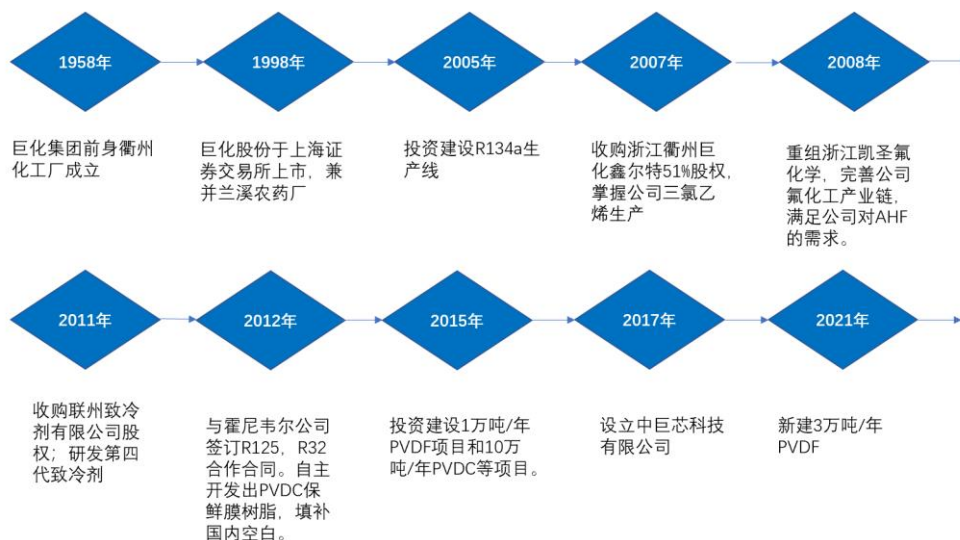 1958年
1998年
2005年
2007年
2008年
巨化集团前身衢州
化工厂成立
巨化股份于上海证
券交易所上市，兼
并兰溪农药厂
投资建设R134a生
产线
收购浙江衢州巨
化鑫尔特51%股权，
掌握公司三氯乙
烯生产
重组浙江凯圣氟
化学，完善公司
氟化工产业链，
满足公司对AHF
的需求。
2011年
2012年
2015年
2017年
2021年
收购联州致冷
剂有限公司股
权；研发第四
代致冷剂
与霍尼韦尔公司
签订R125，R32
合作合同。自主
开发出PVDC保
鲜膜树脂，填补
国内空白。
投资建设1万吨/年
PVDF项目和10万
吨/年PVDC等项目。
设立中巨芯科技
有限公司
新建3万吨/年
PVDF